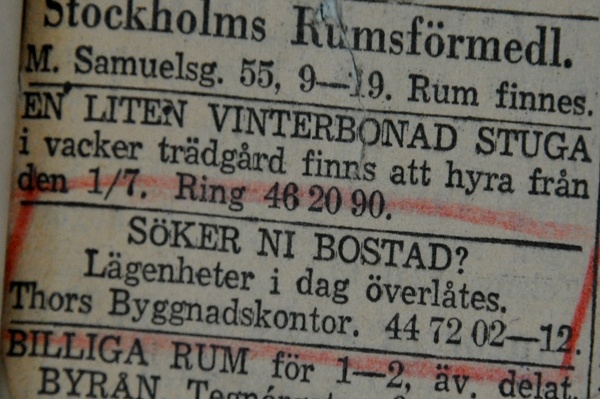 Stockholms Rumsförmedl.
M. Samuelsg. 55, 9—19. Rum finnes.
EN LITEN VINTERBONAD STUGA
i vacker trädgård finns att hyra från
den 1/7. Ring 46 20 90.
SÖKER NI BOSTAD?
Lägenheter i dag överlåtes.
Thors Byggnadskontor. 44 72 02—12.
BILLIGA RUM för 1—2, äv. delat.
BYRÅN,